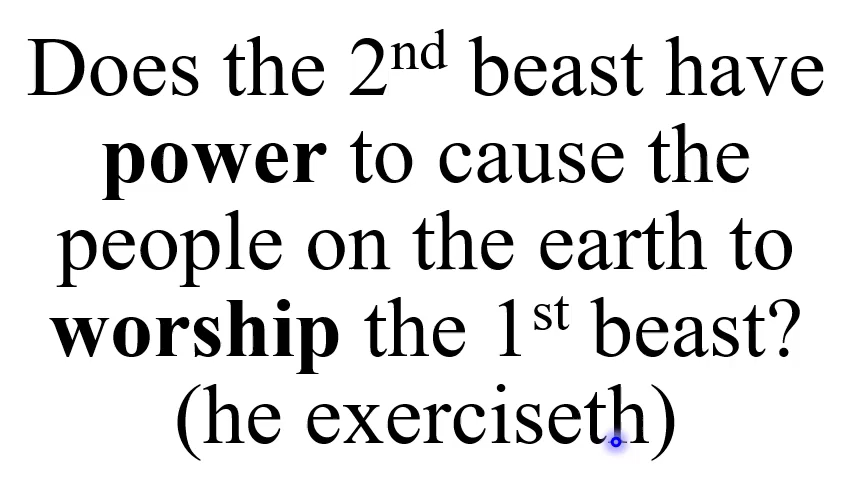 Does the 2nd beast have
power to cause the
people on the earth to
worship the 1st beast?
(he exerciseth)